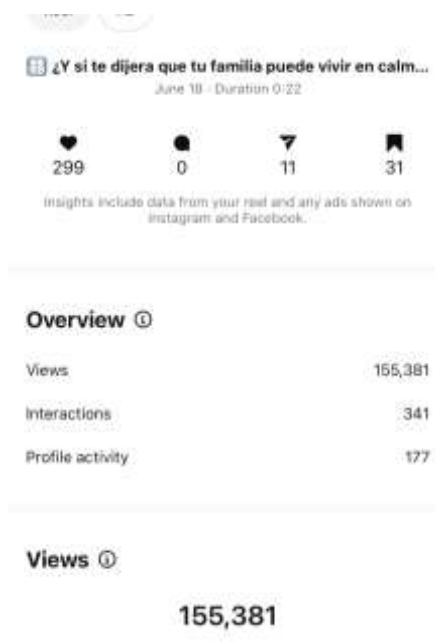 ¿Y si te dijera que tu familia puede vivir en calm...
June 18 · Duration 0:22
299 0 11 31
Insights include data from your reel and any ads shown on
Instagram and Facebook.
Overview
Views 155,381
Interactions 341
Profile activity 177
Views
155,381